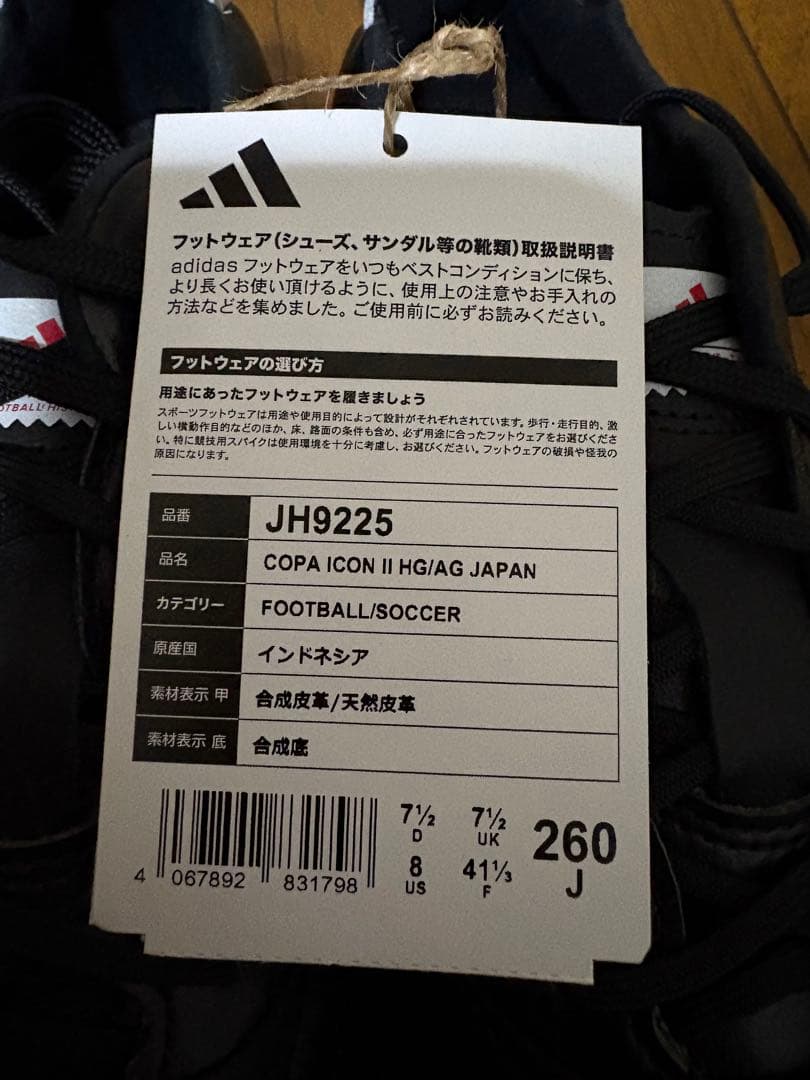 フットウェア(シューズ、サンダル等の靴類)取扱説明書
adidas フットウェアをいつもベストコンディションに保ち、
より長くお使い頂けるように、使用上の注意やお手入れの
方法などを集めました。ご使用前に必ずお読みください。
フットウェアの選び方
用途にあったフットウェアを履きましょう
スポーツフットウェアは用途や使用目的によって設計がそれぞれされています。歩行・走行目的、激
しい横動作目的などのほか、床、路面の条件も含め、必ず用途に合ったフットウェアをお選びくださ
い。特に競技用スパイクは使用環境を十分に考慮し、お選びください。フットウェアの破損や怪我の
原因になります。
品番 JH9225
品名 COPA ICON II HG/AG JAPAN
カテゴリー FOOTBALL/SOCCER
原産国 インドネシア
素材表示 甲 合成皮革/天然皮革
素材表示 底 合成底
7½ 7½ 260
D UK
8 41⅓ J
US F
4 067892 831798